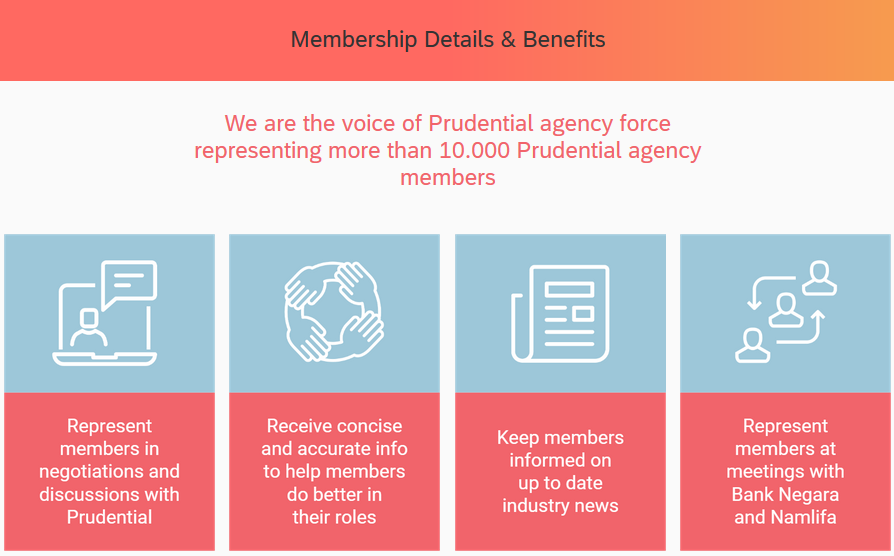 Membership Details & Benefits
We are the voice of Prudential agency force
representing more than 10.000 Prudential agency
members
Represent
members in
negotiations and
discussions with
Prudential
Receive concise
and accurate info
to help members
do better in
their roles
Keep members
informed on
up to date
industry news
Represent
members at
meetings with
Bank Negara
and Namlifa